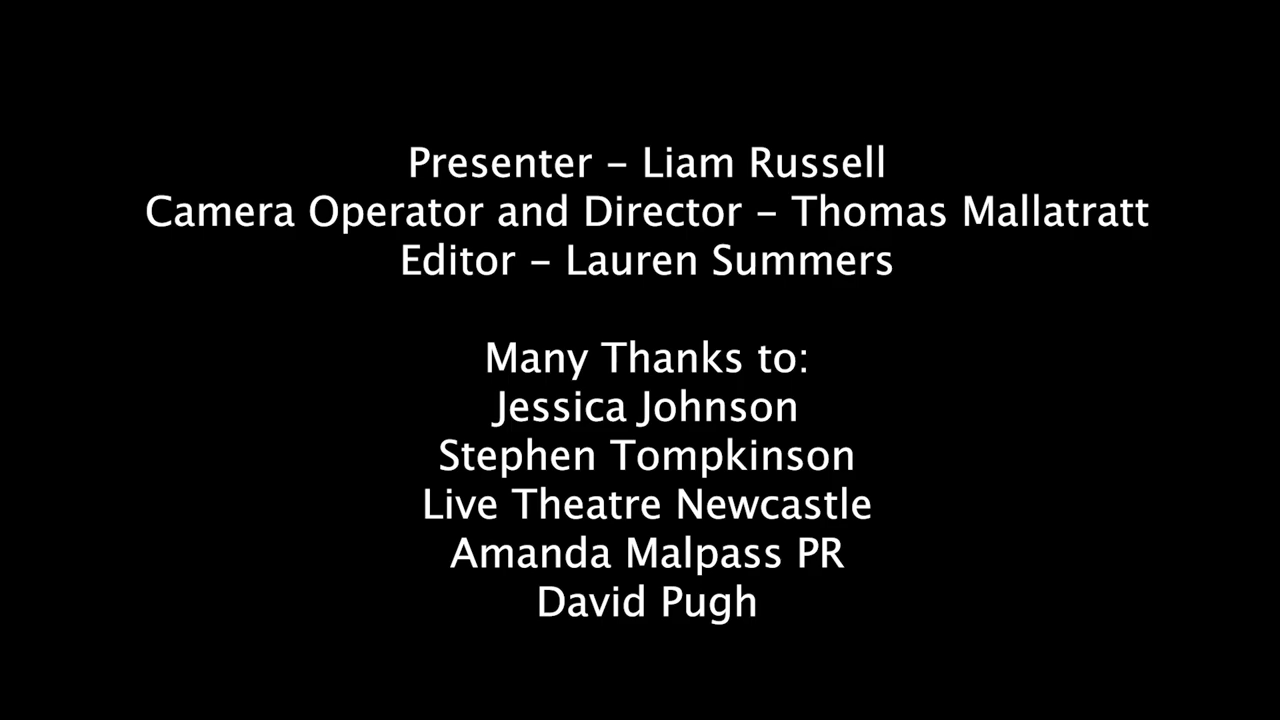 Presenter – Liam Russell
Camera Operator and Director – Thomas Mallatratt
Editor – Lauren Summers
Many Thanks to:
Jessica Johnson
Stephen Tompkinson
Live Theatre Newcastle
Amanda Malpass PR
David Pugh